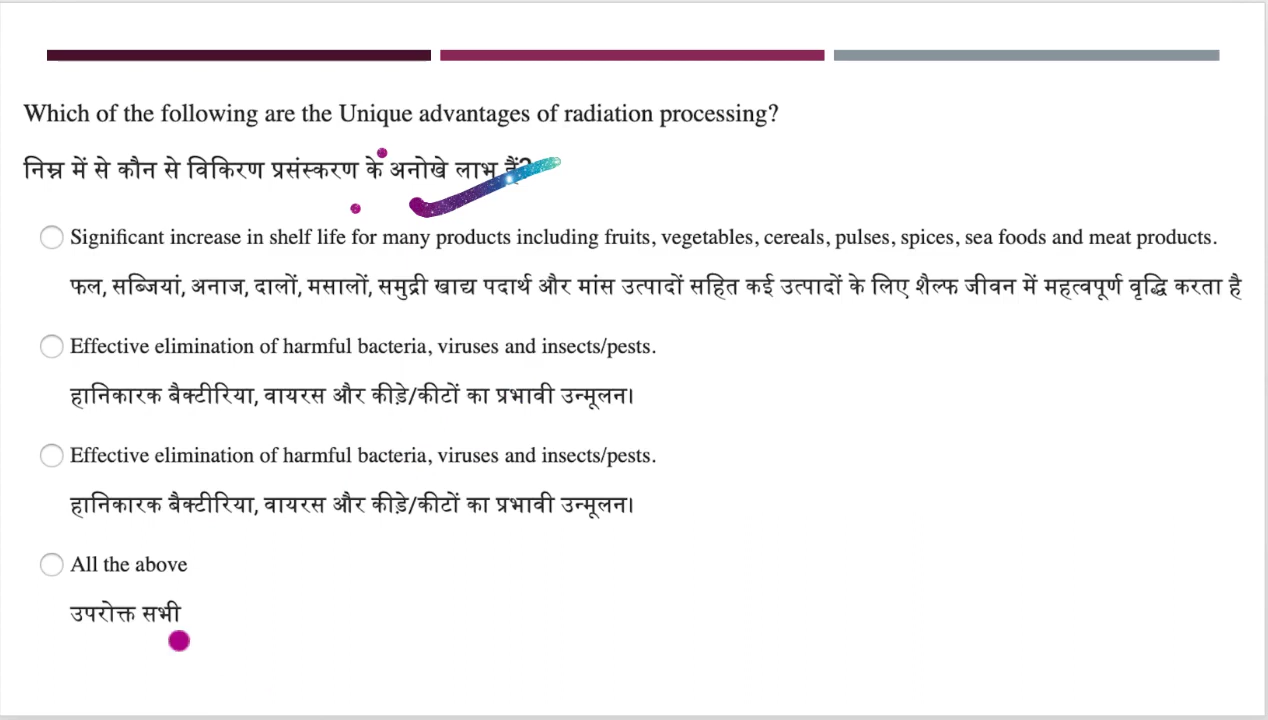 Which of the following are the Unique advantages of radiation processing?
निम्न में से कौन से विकिरण प्रसंस्करण के अनोखे लाभ हैं?
Significant increase in shelf life for many products including fruits, vegetables, cereals, pulses, spices, sea foods and meat products.
फल, सब्जियां, अनाज, दालों, मसालों, समुद्री खाद्य पदार्थ और मांस उत्पादों सहित कई उत्पादों के लिए शैल्फ जीवन में महत्वपूर्ण वृद्धि करता है
Effective elimination of harmful bacteria, viruses and insects/pests.
हानिकारक बैक्टीरिया, वायरस और कीड़े/कीटों का प्रभावी उन्मूलन।
Effective elimination of harmful bacteria, viruses and insects/pests.
हानिकारक बैक्टीरिया, वायरस और कीड़े/कीटों का प्रभावी उन्मूलन।
All the above
उपरोक्त सभी